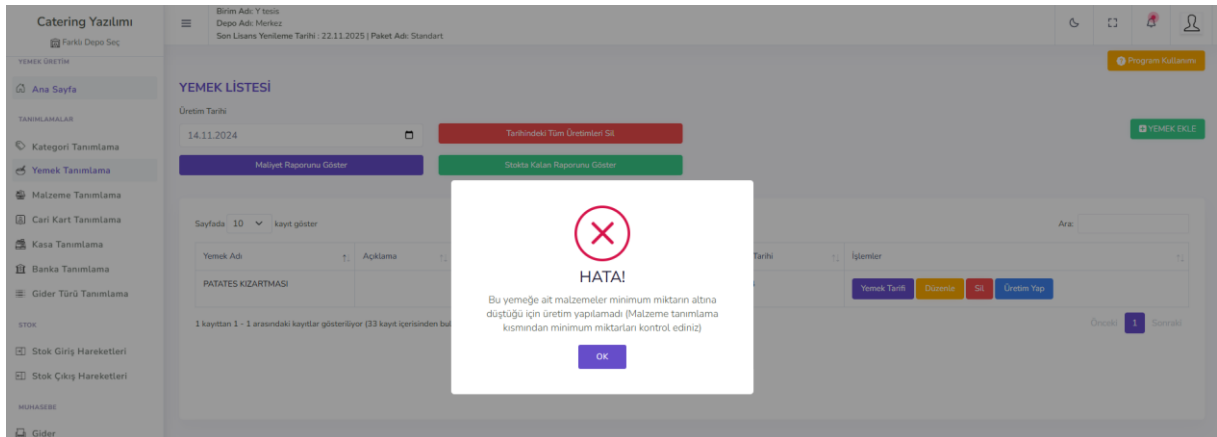 Catering Yazılımı
Farklı Depo Seç
Birim Adı: Y tesis
Depo Adı: Merkez
Son Lisans Yenileme Tarihi : 22.11.2025 | Paket Adı: Standart
YEMEK ÜRETİM
Ana Sayfa
TANIMLAMALAR
Kategori Tanımlama
Yemek Tanımlama
Malzeme Tanımlama
Cari Kart Tanımlama
Kasa Tanımlama
Banka Tanımlama
Gider Türü Tanımlama
STOK
Stok Giriş Hareketleri
Stok Çıkış Hareketleri
MUHASEBE
Gider
Program Kullanımı
YEMEK LİSTESİ
Üretim Tarihi
14.11.2024
Tarihindeki Tüm Üretimleri Sil
YEMEK EKLE
Maliyet Raporunu Göster
Stokta Kalan Raporunu Göster
Sayfada 10 kayıt göster
Ara:
Yemek Adı Açıklama Tarihi İşlemler
PATATES KIZARTMASI
Yemek Tarifi Düzenle Sil Üretim Yap
1 kayıttan 1 - 1 arasındaki kayıtlar gösteriliyor (33 kayıt içerisinden
Önceki 1 Sonraki
HATA!
Bu yemeğe ait malzemeler minimum miktarın altına
düştüğü için üretim yapılamadı (Malzeme tanımlama
kısmından minimum miktarları kontrol ediniz)
OK